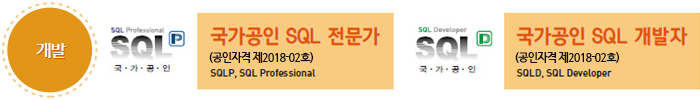 개발
SQL Professional
SQL P
국·가·공·인
국가공인 SQL 전문가
(공인자격 제2018-02호)
SQLP, SQL Professional
SQL Developer
SQL D
국·가·공·인
국가공인 SQL 개발자
(공인자격 제2018-02호)
SQLD, SQL Developer